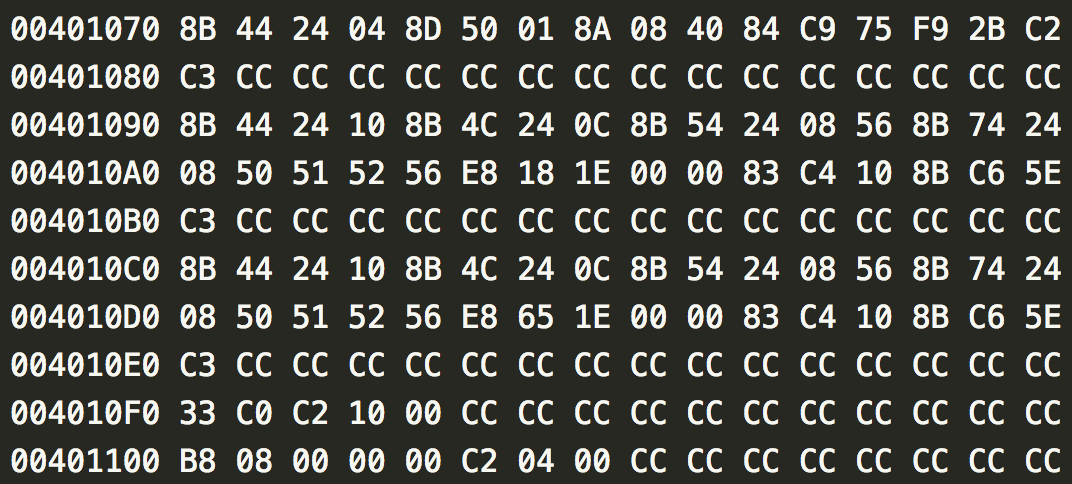 00401070 8B 44 24 04 8D 50 01 8A 08 40 84 C9 75 F9 2B C2
00401080 C3 CC CC CC CC CC CC CC CC CC CC CC CC CC CC CC
00401090 8B 44 24 10 8B 4C 24 0C 8B 54 24 08 56 8B 74 24
004010A0 08 50 51 52 56 E8 18 1E 00 00 83 C4 10 8B C6 5E
004010B0 C3 CC CC CC CC CC CC CC CC CC CC CC CC CC CC CC
004010C0 8B 44 24 10 8B 4C 24 0C 8B 54 24 08 56 8B 74 24
004010D0 08 50 51 52 56 E8 65 1E 00 00 83 C4 10 8B C6 5E
004010E0 C3 CC CC CC CC CC CC CC CC CC CC CC CC CC CC CC
004010F0 33 C0 C2 10 00 CC CC CC CC CC CC CC CC CC CC CC
00401100 B8 08 00 00 00 C2 04 00 CC CC CC CC CC CC CC CC